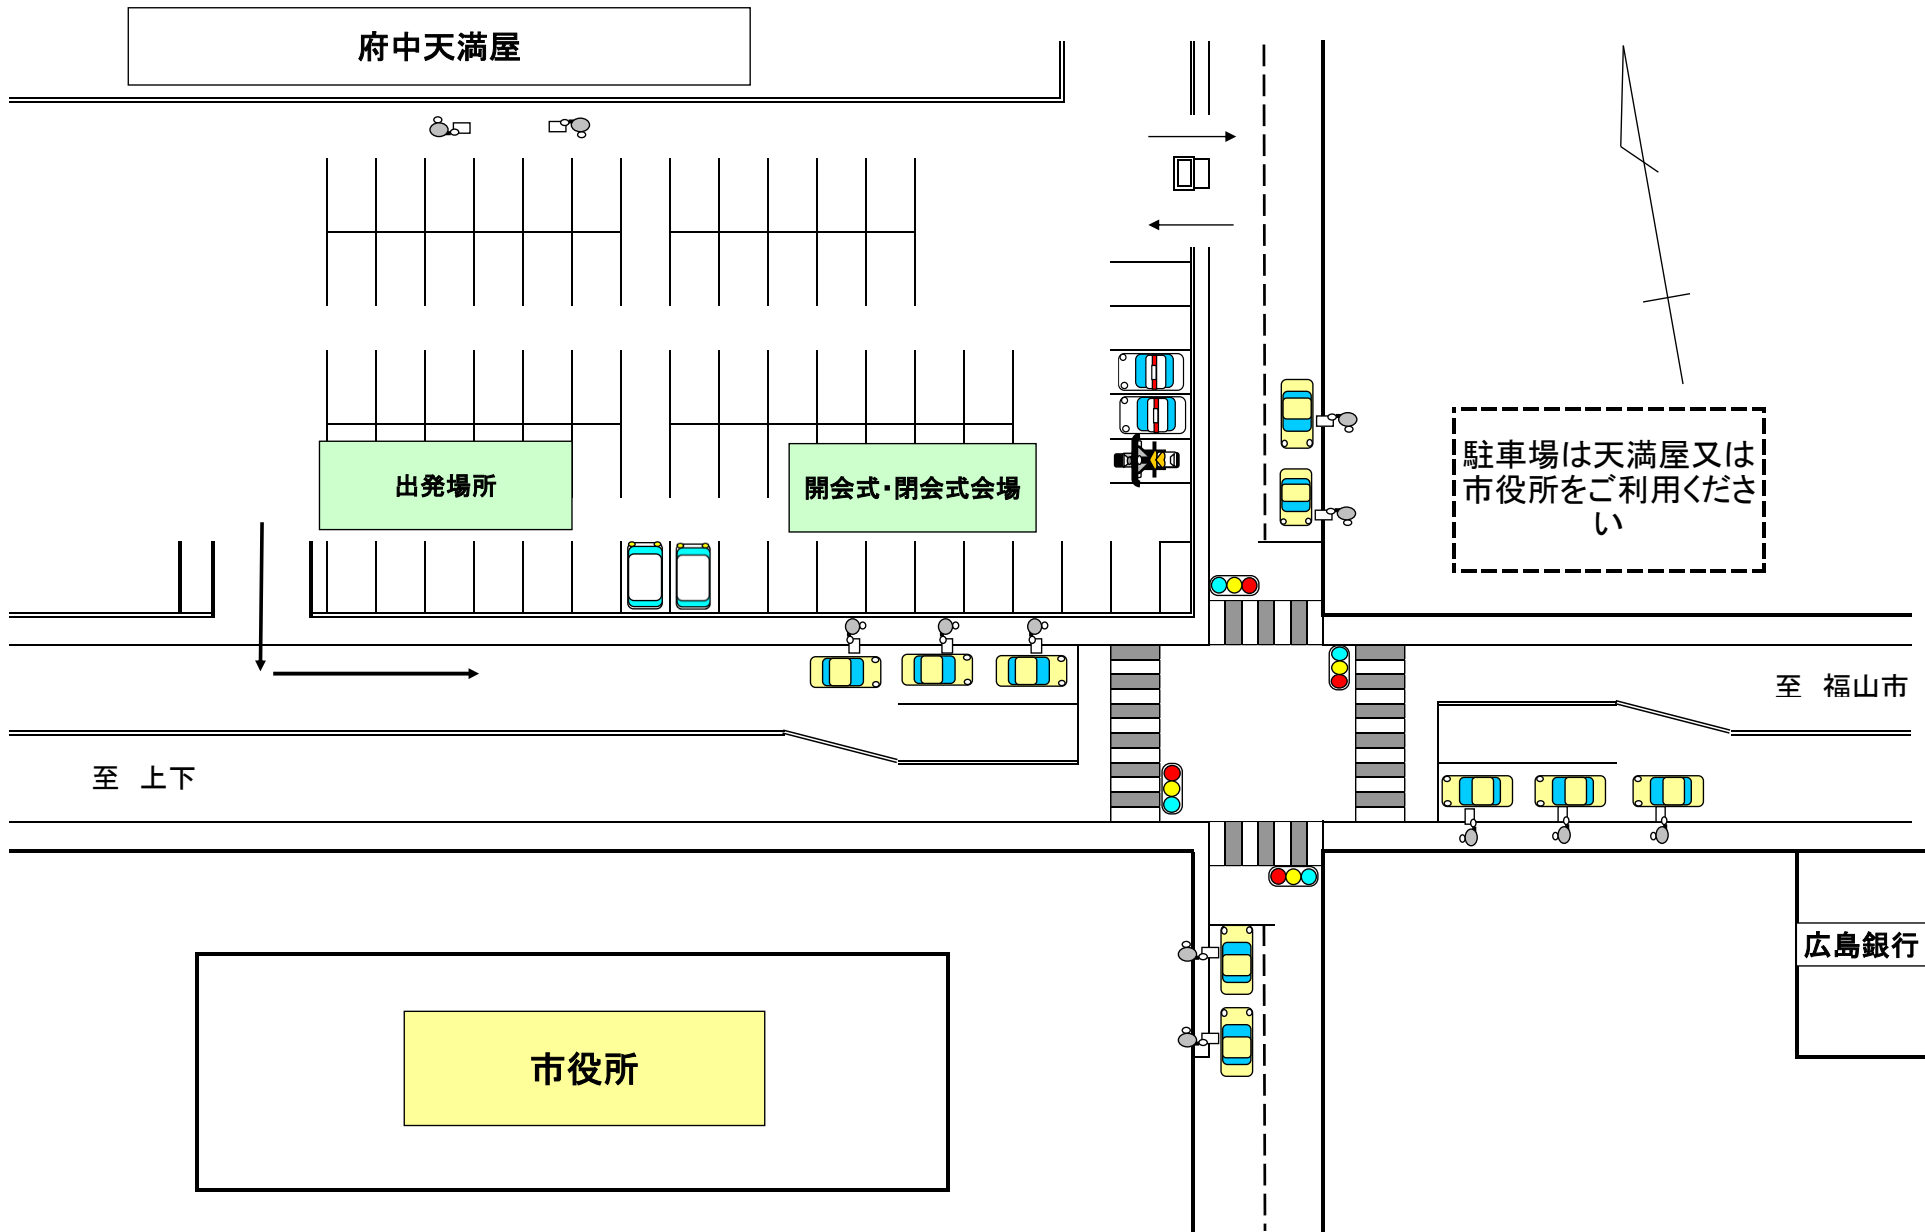 府中天満屋
駐車場は天満屋又は
市役所をご利用くださ
い
出発場所
開会式・閉会式会場
至　福山市
至　上下
広島銀行
市役所